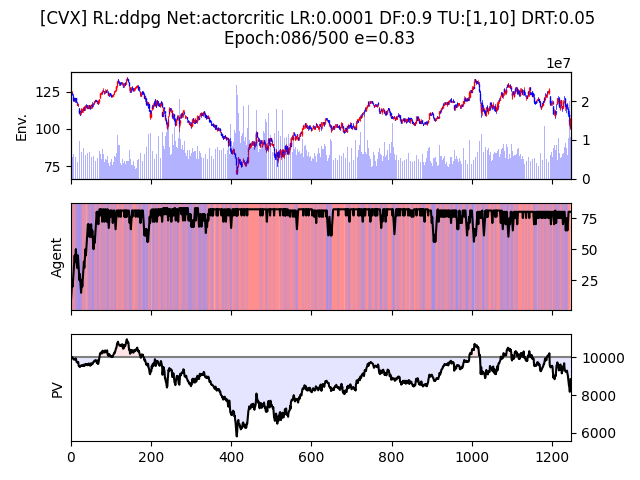 [CVX] RL:ddpg Net:actorcritic LR:0.0001 DF:0.9 TU:[1,10] DRT:0.05
Epoch:086/500 e=0.83
1e7
Env.
125
100
75
2
1
0
Agent
75
50
25
PV
10000
8000
6000
0 200 400 600 800 1000 1200